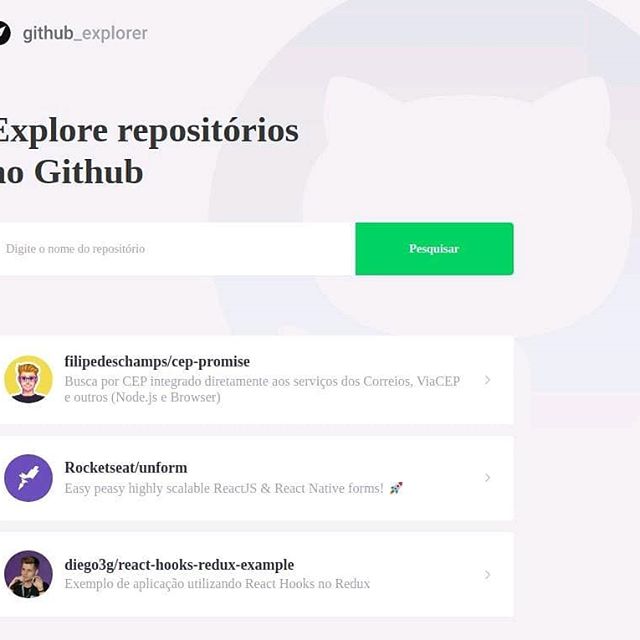 github_explorer
Explore repositórios
no Github
Digite o nome do repositório
Pesquisar
filipedeschamps/cep-promise
Busca por CEP integrado diretamente aos serviços dos Correios, ViaCEP
e outros (Node.js e Browser)
Rocketseat/unform
Easy peasy highly scalable ReactJS & React Native forms! 🚀
diego3g/react-hooks-redux-example
Exemplo de aplicação utilizando React Hooks no Redux